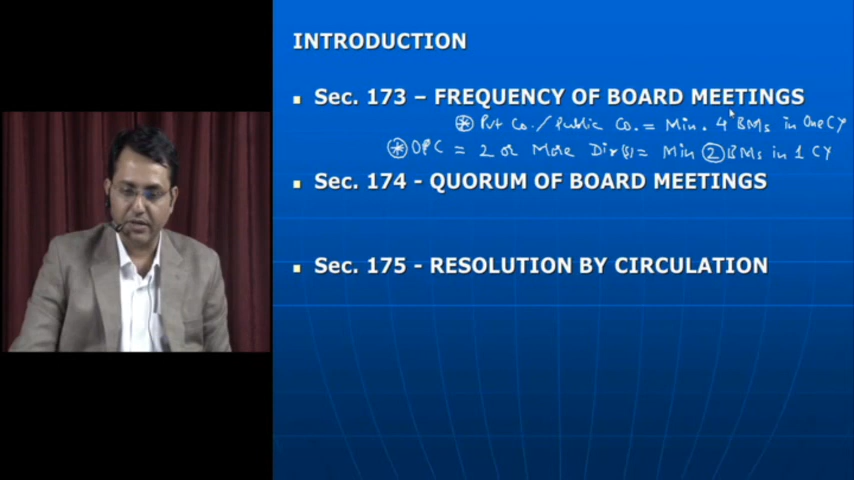 INTRODUCTION
Sec. 173 – FREQUENCY OF BOARD MEETINGS
Pvt Co. / Public Co. = Min. 4 BMs in One CY
OPC = 2 or More Dir(s) = Min 2 BMs in 1 CY
Sec. 174 - QUORUM OF BOARD MEETINGS
Sec. 175 - RESOLUTION BY CIRCULATION